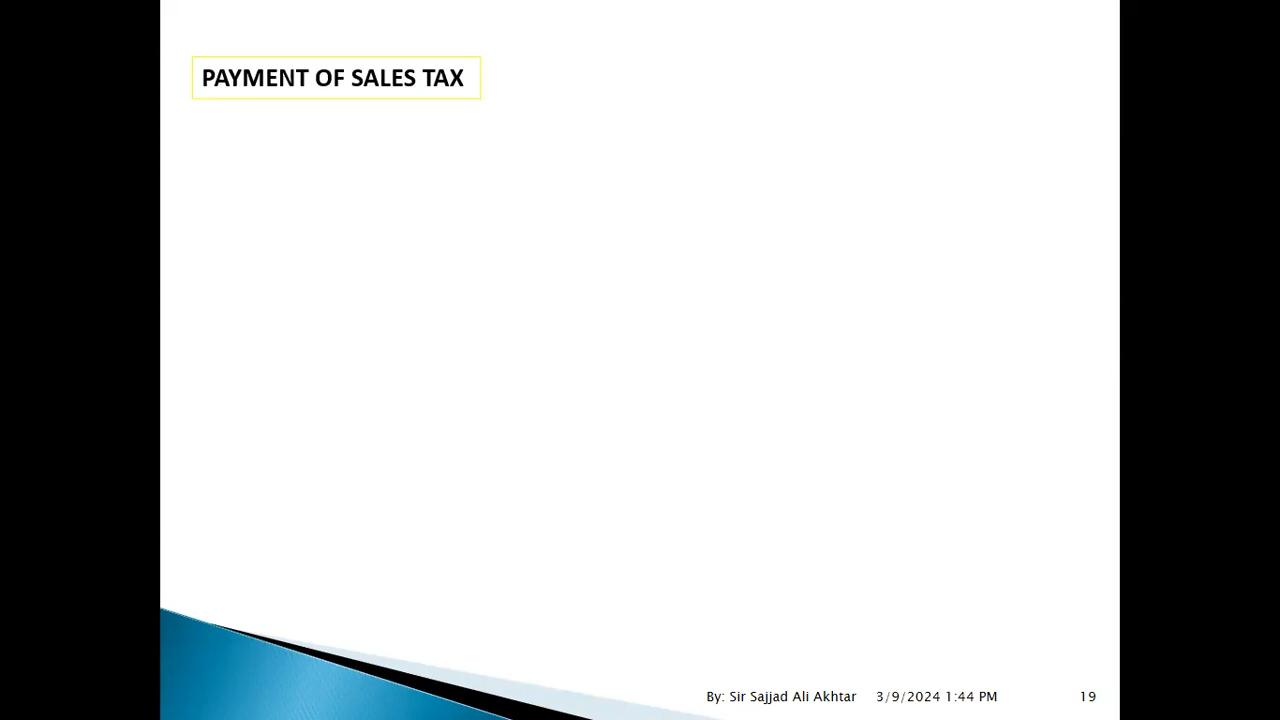 PAYMENT OF SALES TAX
By: Sir Sajjad Ali Akhtar 3/9/2024 1:44 PM 19